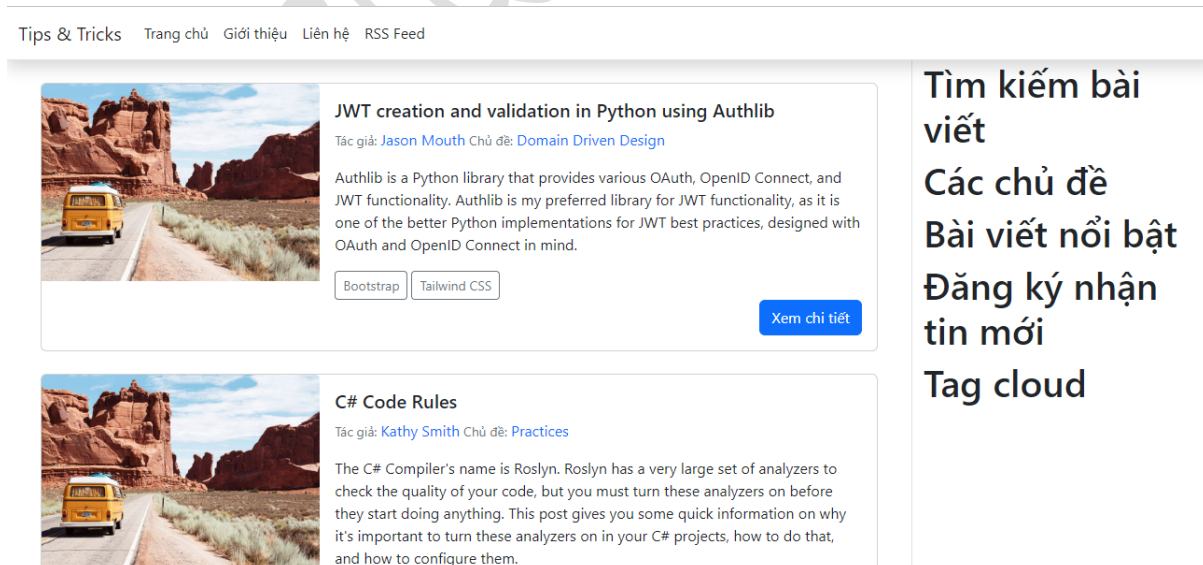 Tips & Tricks Trang chủ Giới thiệu Liên hệ RSS Feed
JWT creation and validation in Python using Authlib
Tác giả: Jason Mouth Chủ đề: Domain Driven Design
Authlib is a Python library that provides various OAuth, OpenID Connect, and
JWT functionality. Authlib is my preferred library for JWT functionality, as it is
one of the better Python implementations for JWT best practices, designed with
OAuth and OpenID Connect in mind.
Bootstrap Tailwind CSS
Xem chi tiết
C# Code Rules
Tác giả: Kathy Smith Chủ đề: Practices
The C# Compiler's name is Roslyn. Roslyn has a very large set of analyzers to
check the quality of your code, but you must turn these analyzers on before
they start doing anything. This post gives you some quick information on why
it's important to turn these analyzers on in your C# projects, how to do that,
and how to configure them.
Tìm kiếm bài
viết
Các chủ đề
Bài viết nổi bật
Đăng ký nhận
tin mới
Tag cloud